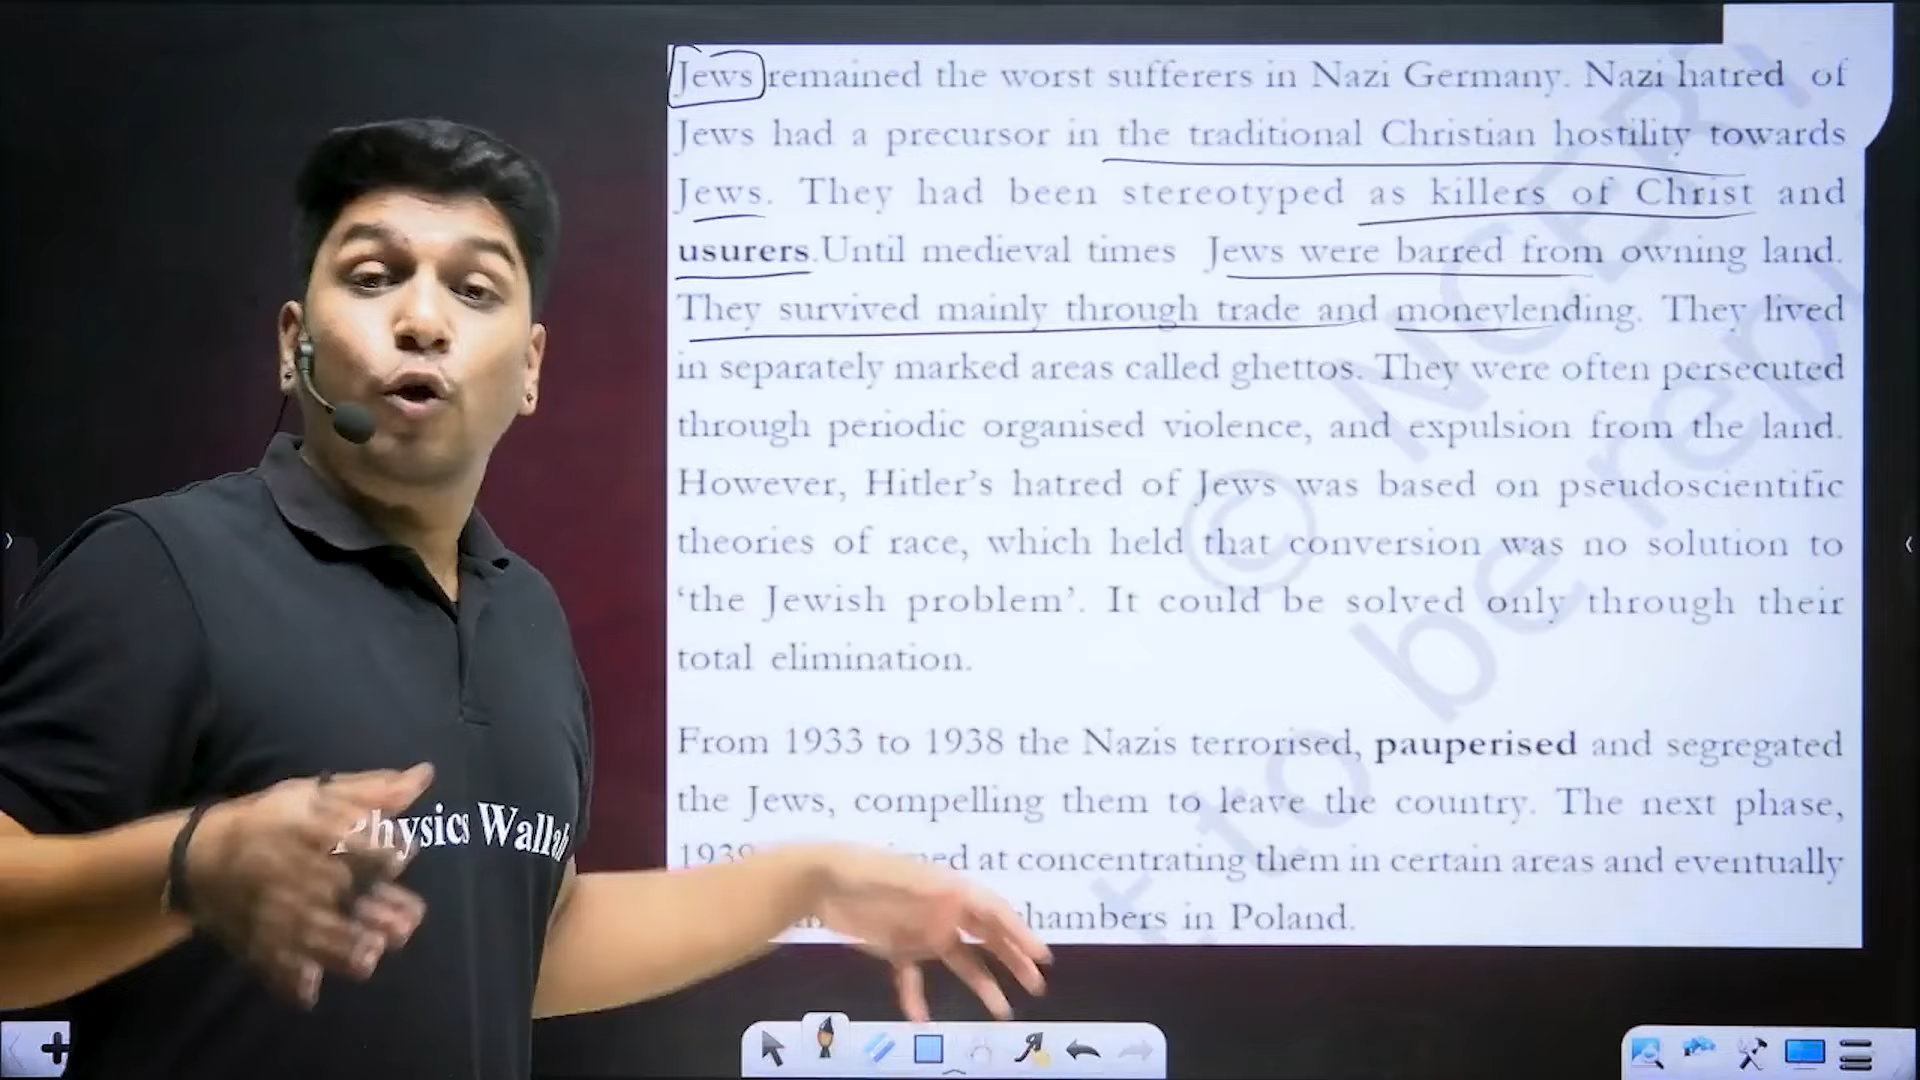 Jews remained the worst sufferers in Nazi Germany. Nazi hatred of
Jews had a precursor in the traditional Christian hostility towards
Jews. They had been stereotyped as killers of Christ and
usurers.Until medieval times Jews were barred from owning land.
They survived mainly through trade and moneylending. They lived
in separately marked areas called ghettos. They were often persecuted
through periodic organised violence, and expulsion from the land.
However, Hitler's hatred of Jews was based on pseudoscientific
theories of race, which held that conversion was no solution to
‘the Jewish problem’. It could be solved only through their
total elimination.
From 1933 to 1938 the Nazis terrorised, pauperised and segregated
the Jews, compelling them to leave the country. The next phase,
1939 at concentrating them in certain areas and eventually
in Poland.
Physics Wallah
© NCERT
to be